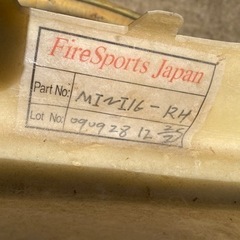 FireSports Japan
Part No: MINI16-RH
Lot No: 090928 12